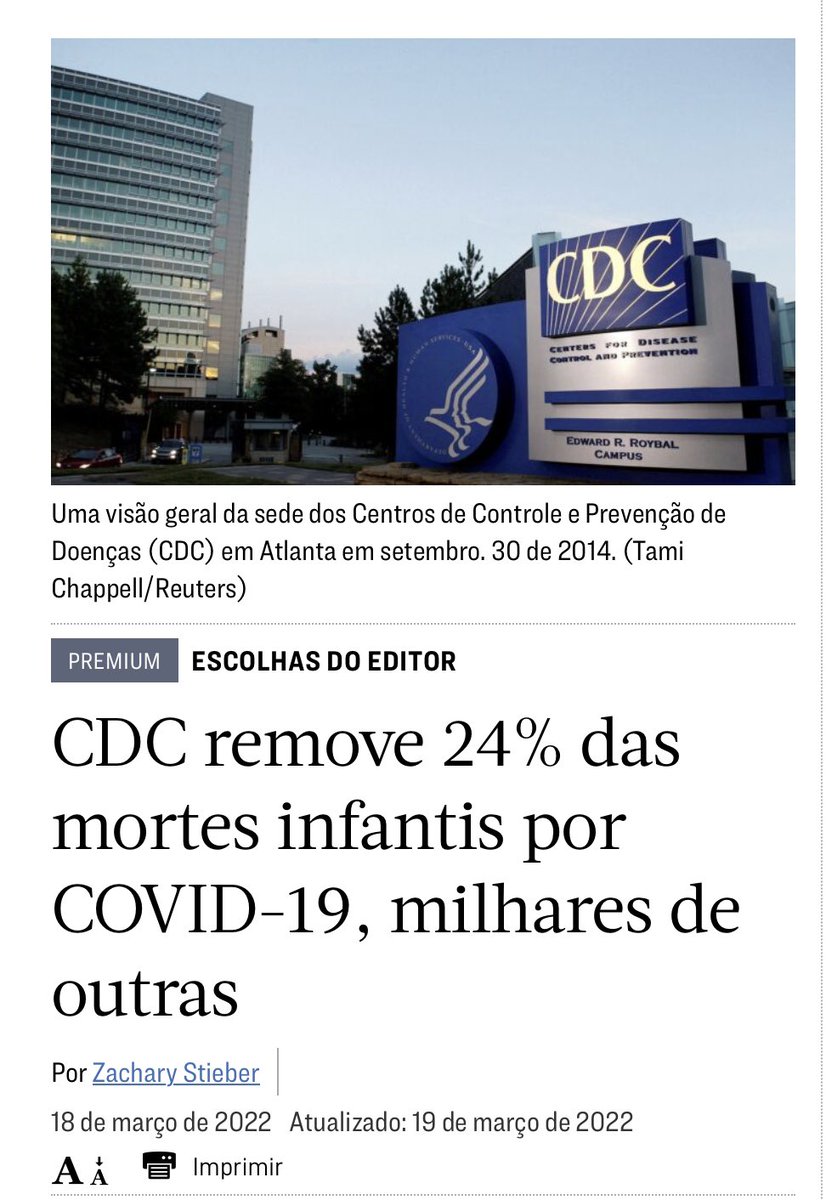 CDC
CENTERS FOR DISEASE
CONTROL AND PREVENTION
EDWARD R. ROYBAL
CAMPUS
Uma visão geral da sede dos Centros de Controle e Prevenção de
Doenças (CDC) em Atlanta em setembro. 30 de 2014. (Tami
Chappell/Reuters)
PREMIUM ESCOLHAS DO EDITOR
CDC remove 24% das
mortes infantis por
COVID-19, milhares de
outras
Por Zachary Stieber
18 de março de 2022 Atualizado: 19 de março de 2022
A A Imprimir